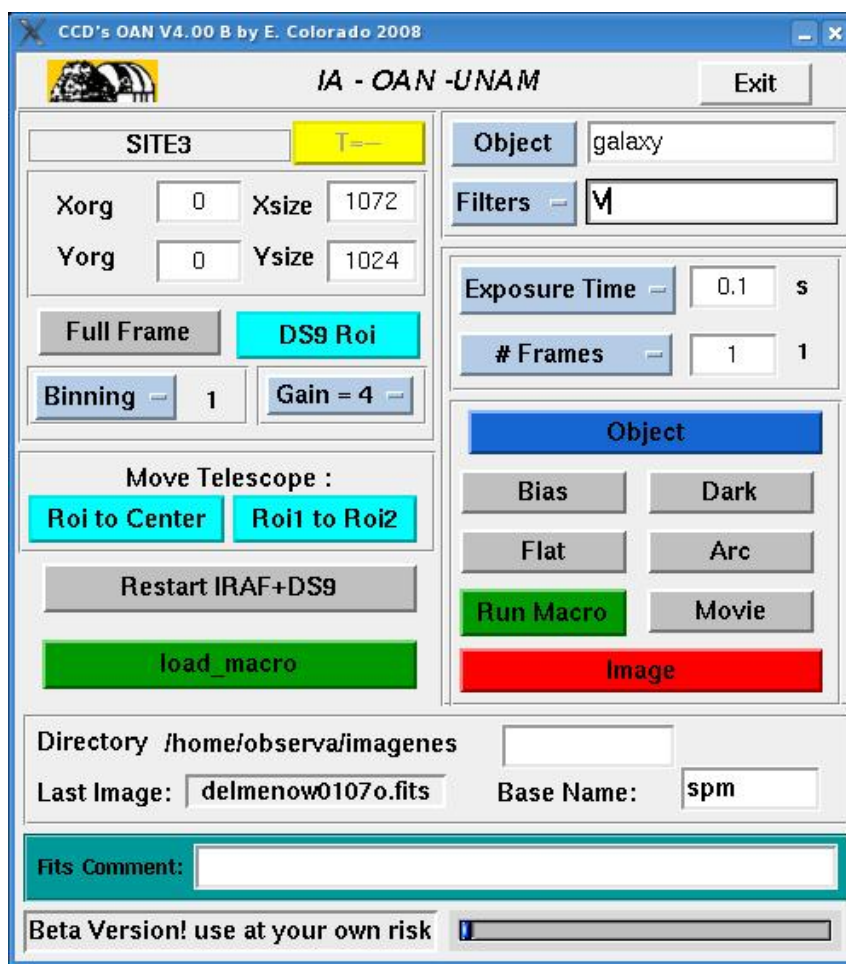 CCD's OAN V4.00 B by E. Colorado 2008
IA - OAN -UNAM
Exit
SITE3
T=--
Xorg 0 Xsize 1072
Yorg 0 Ysize 1024
Full Frame
DS9 Roi
Binning 1
Gain = 4
Move Telescope :
Roi to Center
Roi1 to Roi2
Restart IRAF+DS9
load_macro
Object galaxy
Filters V
Exposure Time 0.1 s
# Frames 1 1
Object
Bias
Dark
Flat
Arc
Run Macro
Movie
Image
Directory /home/observa/imagenes
Last Image: delmenow0107o.fits
Base Name: spm
Fits Comment:
Beta Version! use at your own risk